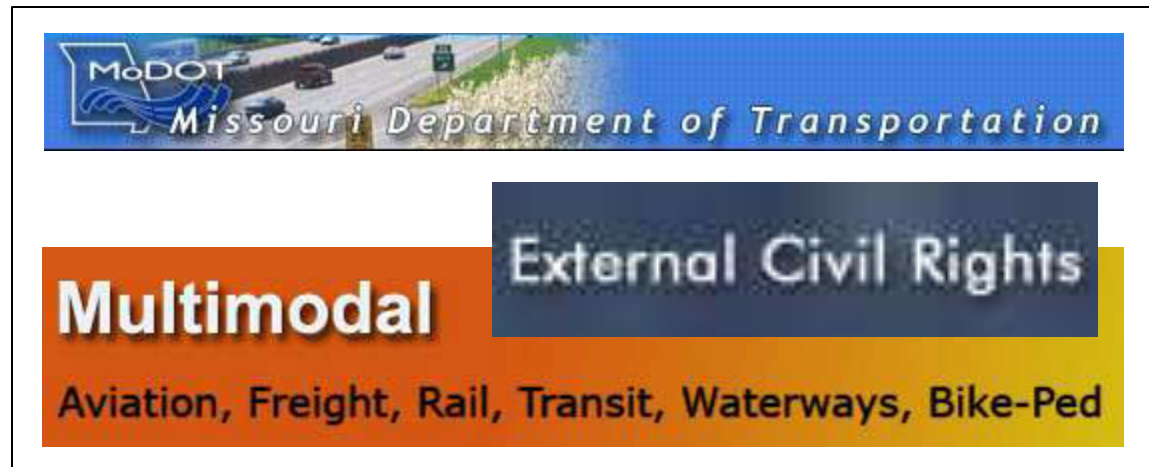 MoDOT
Missouri Department of Transportation
External Civil Rights
Multimodal
Aviation, Freight, Rail, Transit, Waterways, Bike-Ped